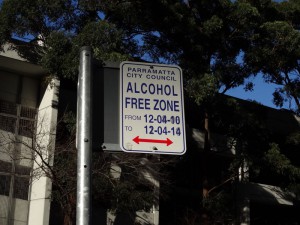 PARRAMATTA
CITY COUNCIL
ALCOHOL
FREE ZONE
FROM 12-04-10
TO 12-04-14